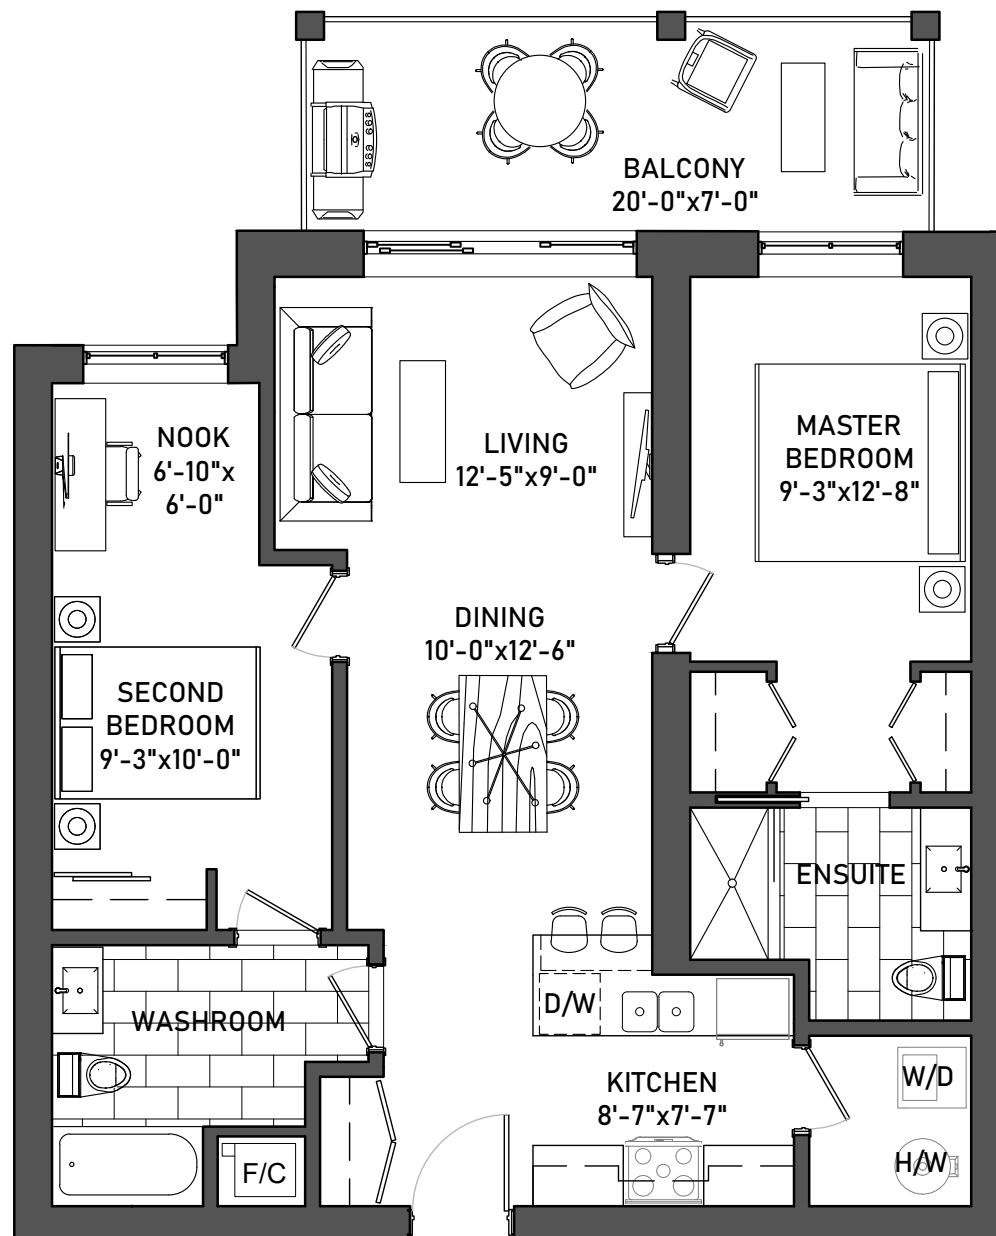 BALCONY
20'-0"x7'-0"
NOOK
6'-10"x
6'-0"
LIVING
12'-5"x9'-0"
MASTER
BEDROOM
9'-3"x12'-8"
DINING
10'-0"x12'-6"
SECOND
BEDROOM
9'-3"x10'-0"
ENSUITE
WASHROOM
D/W
KITCHEN
8'-7"x7'-7"
W/D
H/W
F/C